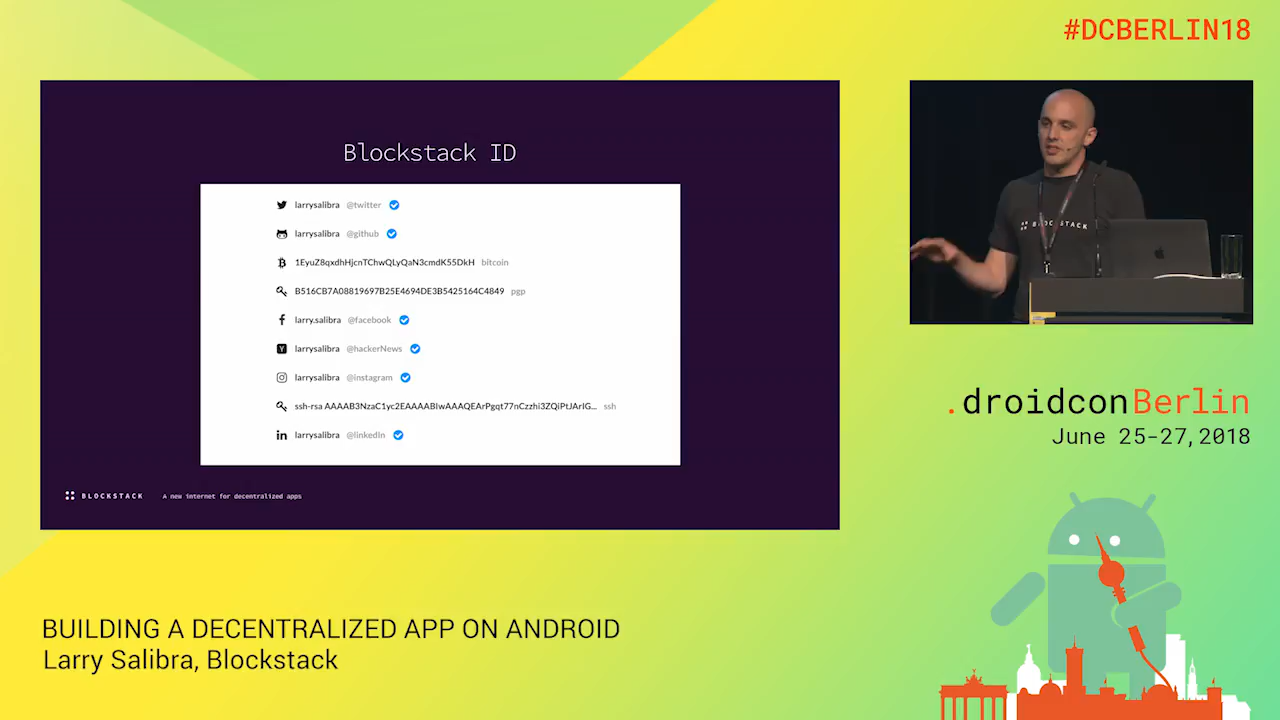 #DCBERLIN18
Blockstack ID
larrysalibra @twitter
larrysalibra @github
1EyuZ8qxdhHjcnTChwQLyQaN3cmdK55DkH bitcoin
B516CB7A08819697B25E4694DE3B5425164C4849 pgp
larry.salibra @facebook
larrysalibra @hackerNews
larrysalibra @instagram
ssh-rsa AAAAB3NzaC1yc2EAAAABIwAAAQEArPgqt77nCzzhi3ZQiPtJArIG... ssh
larrysalibra @linkedIn
BLOCKSTACK A new internet for decentralized apps
BLOCKSTACK
.droidconBerlin
June 25-27,2018
BUILDING A DECENTRALIZED APP ON ANDROID
Larry Salibra, Blockstack